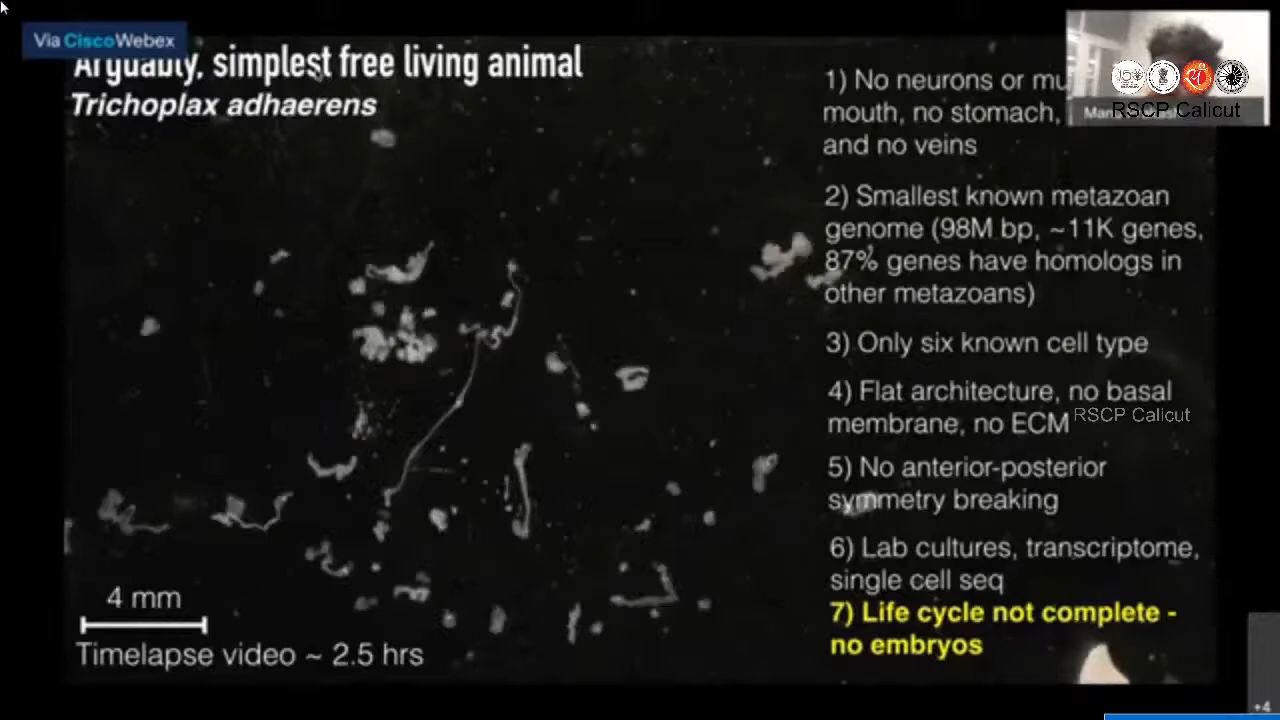 Via CiscoWebex
Arguably, simplest free living animal
Trichoplax adhaerens
1) No neurons or
mouth, no stomach,
and no veins
2) Smallest known metazoan
genome (98M bp, ~11K genes,
87% genes have homologs in
other metazoans)
3) Only six known cell type
4) Flat architecture, no basal
membrane, no ECM
RSCP Calicut
5) No anterior-posterior
symmetry breaking
6) Lab cultures, transcriptome,
single cell seq
7) Life cycle not complete -
no embryos
4 mm
Timelapse video ~ 2.5 hrs
RSCP Calicut
+4